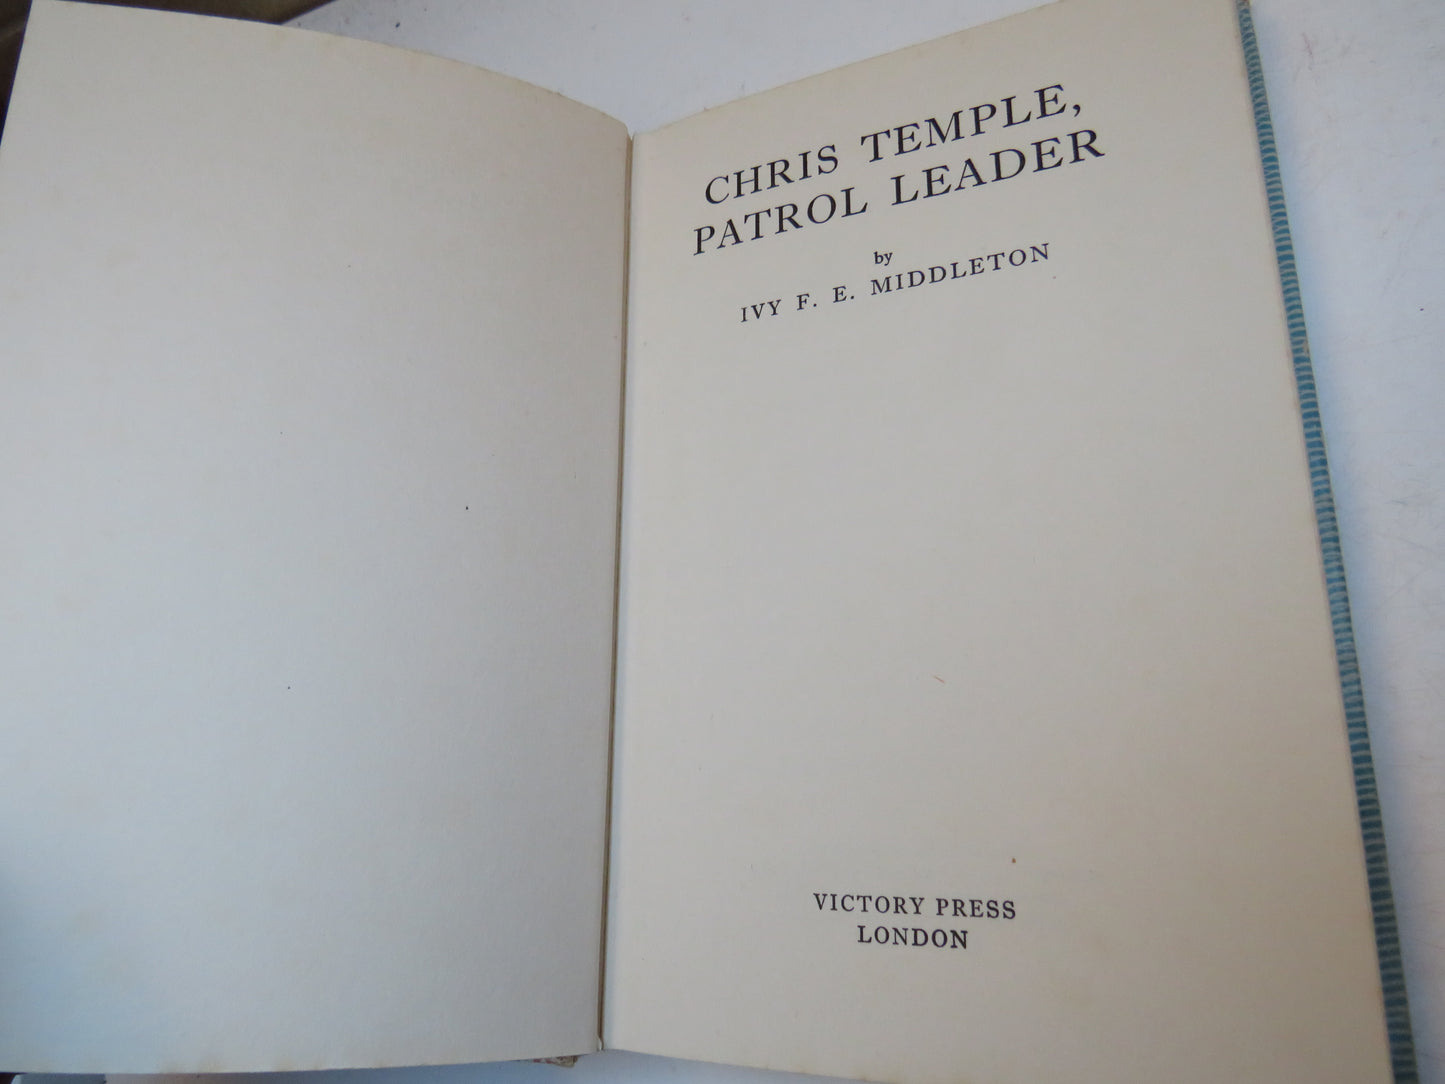 CHRIS TEMPLE,
PATROL LEADER
by
IVY F. E. MIDDLETON
VICTORY PRESS
LONDON